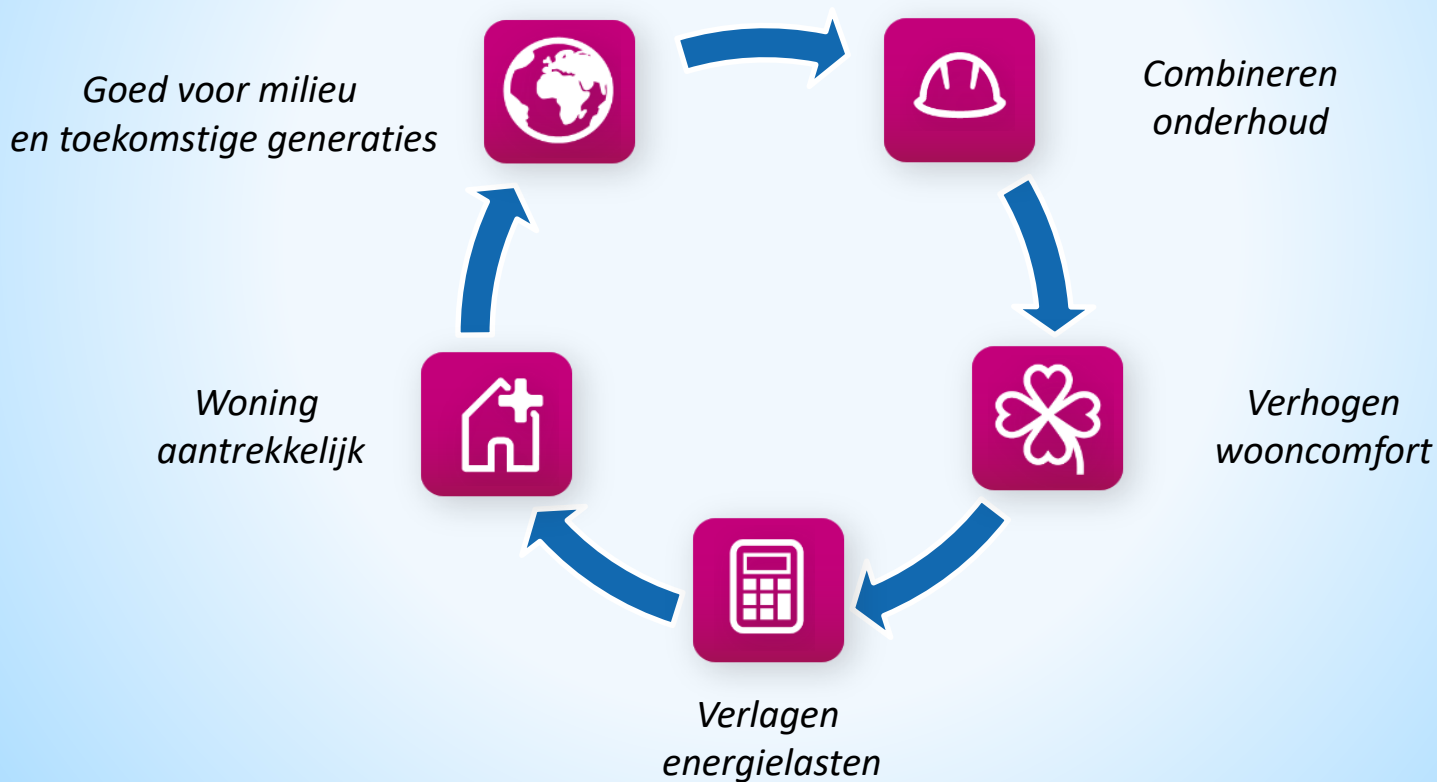 Goed voor milieu
en toekomstige generaties
Combineren
onderhoud
Verhogen
wooncomfort
Verlagen
energielasten
Woning
aantrekkelijk